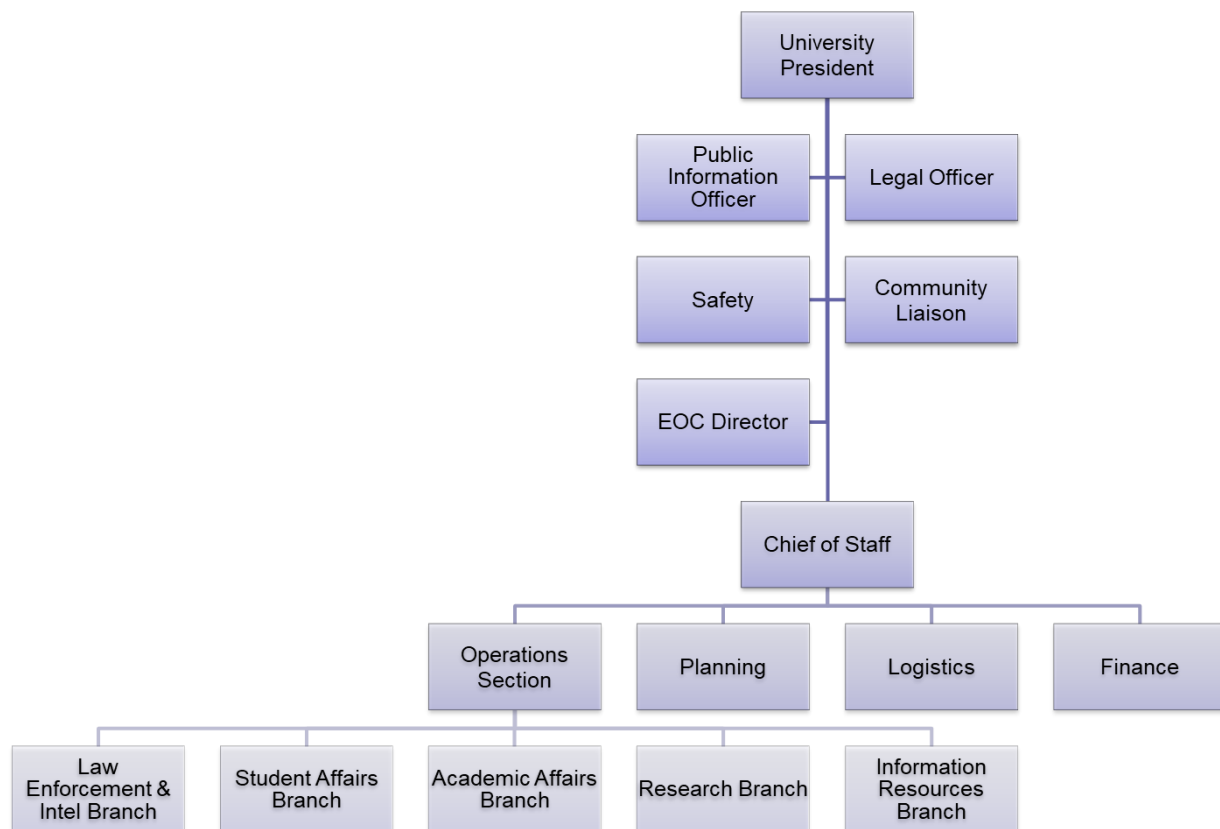 University
President
Public
Information
Officer
Legal Officer
Safety
Community
Liaison
EOC Director
Chief of Staff
Operations
Section
Planning
Logistics
Finance
Law
Enforcement &
Intel Branch
Student Affairs
Branch
Academic Affairs
Branch
Research Branch
Information
Resources
Branch